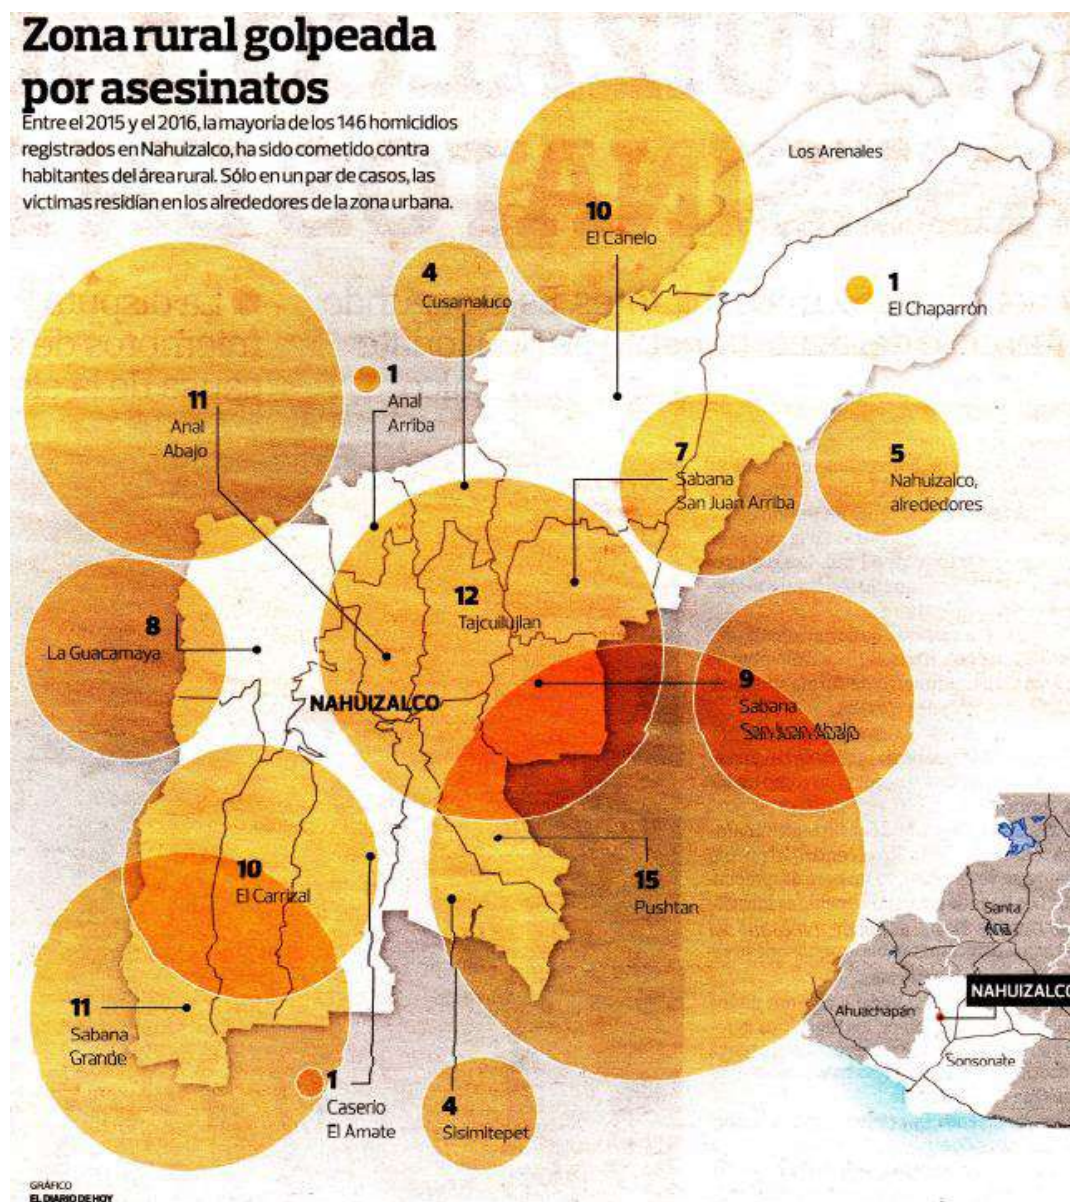 Zona rural golpeada
por asesinatos
Entre el 2015 y el 2016, la mayoría de los 146 homicidios
registrados en Nahuizalco, ha sido cometido contra
habitantes del área rural. Sólo en un par de casos, las
víctimas residían en los alrededores de la zona urbana.
Los Arenales
10
El Canelo
4
Cusamaluco
1
El Chaparrón
1
Anal
Arriba
11
Anal
Abajo
7
Sabana
San Juan Arriba
5
Nahuizalco,
alrededores
12
Tajcuilujlan
8
La Guacamaya
NAHUIZALCO
9
Sabana
San Juan Abajo
10
El Carrizal
15
Pushtan
11
Sabana
Grande
1
Caserio
El Amate
4
Sisimitepet
Santa
Ana
NAHUIZALCO
Ahuachapán
Sonsonate
GRÁFICO
EL DIARIO DE HOY